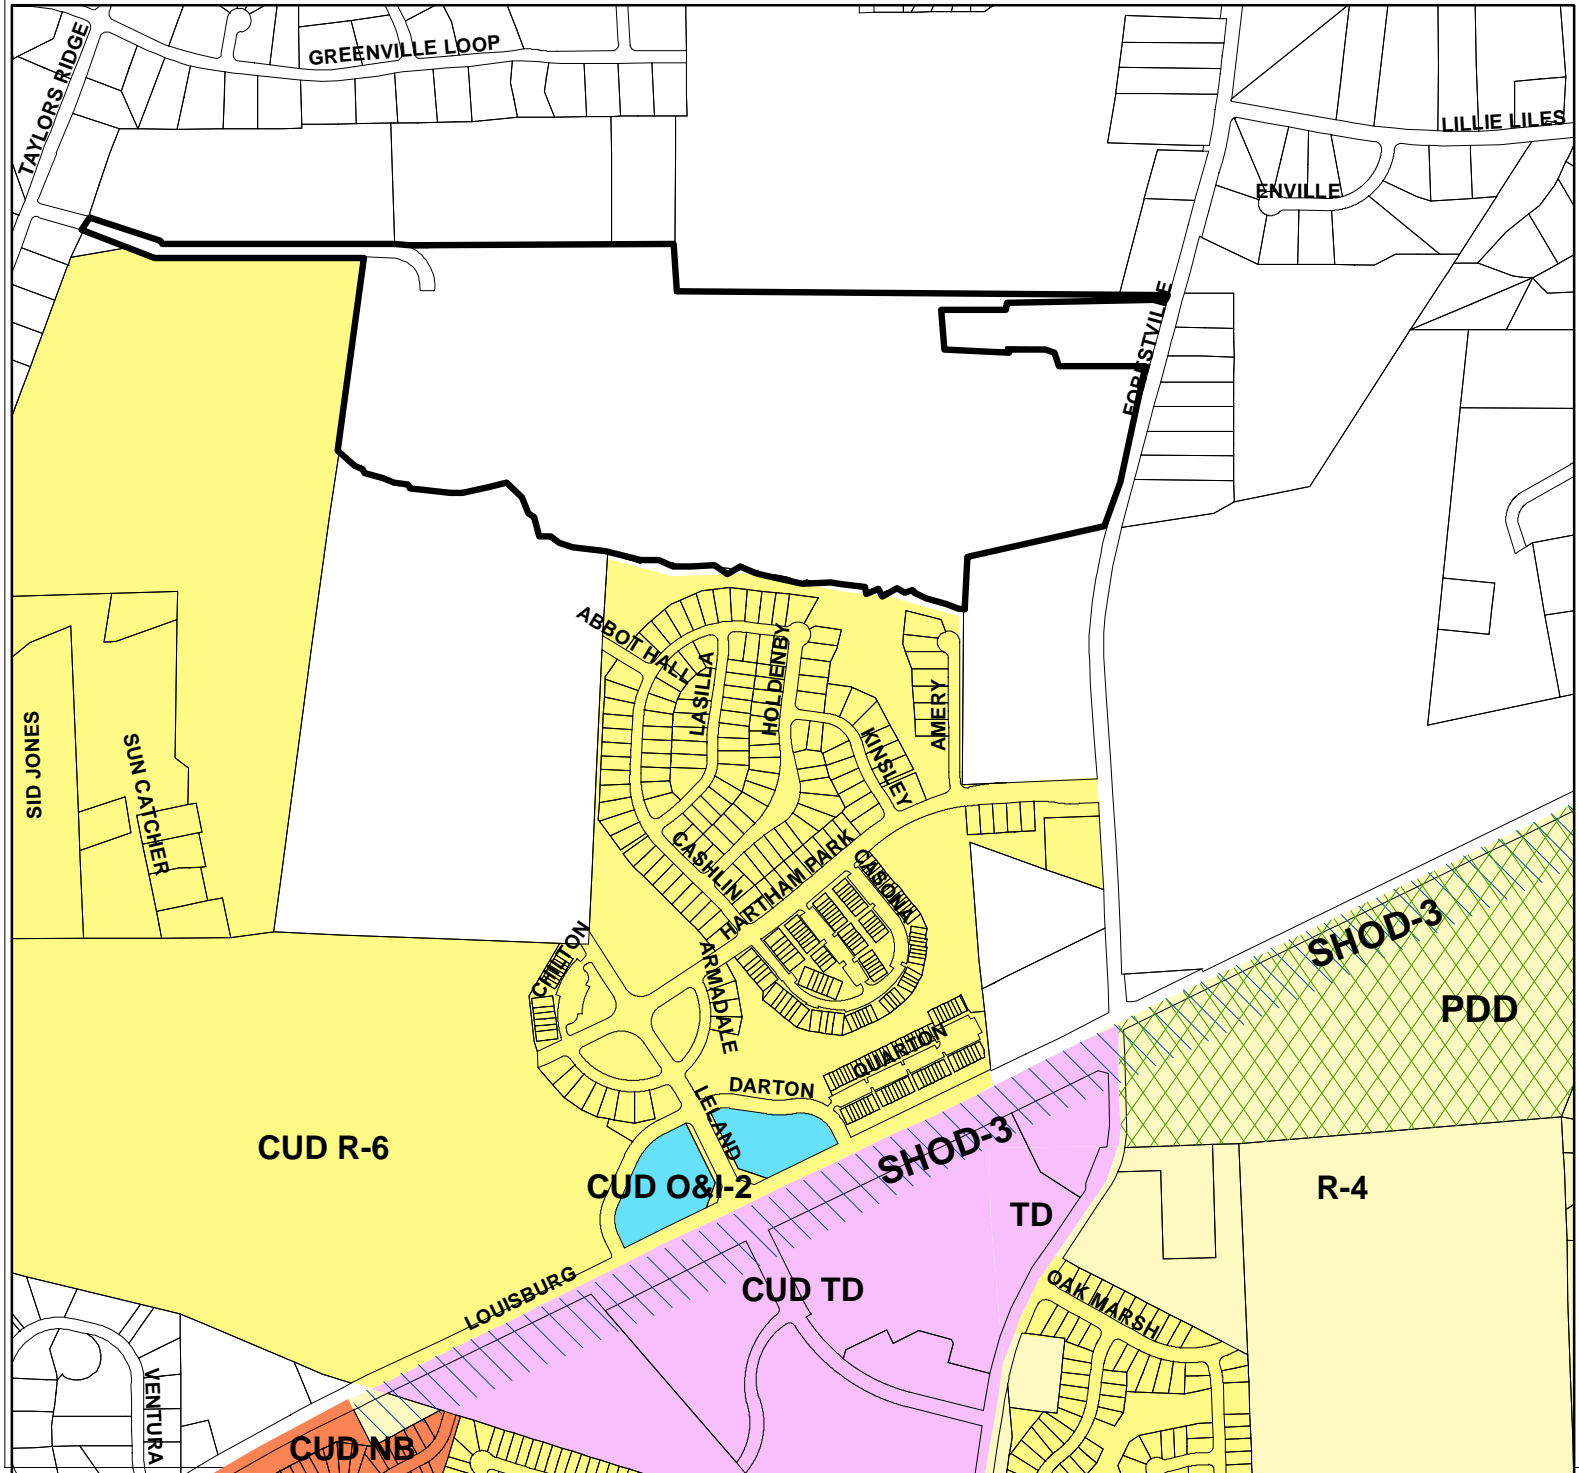 GREENVILLE LOOP
TAYLORS RIDGE
LILLIE LILES
ENVILLE
FORESTVILLE
ABBOT HALL
LASILLA
HOLDENBY
KINSLEY
AMERY
SID JONES
SUN CATCHER
CASHLIN
HARTHAM PARK
CASONA
CHILTON
ARMADALE
QUARTON
DARTON
LELAND
SHOD-3
PDD
CUD R-6
CUD O&I-2
SHOD-3
TD
R-4
CUD TD
LOUISBURG
OAK MARSH
VENTURA
CUD NB